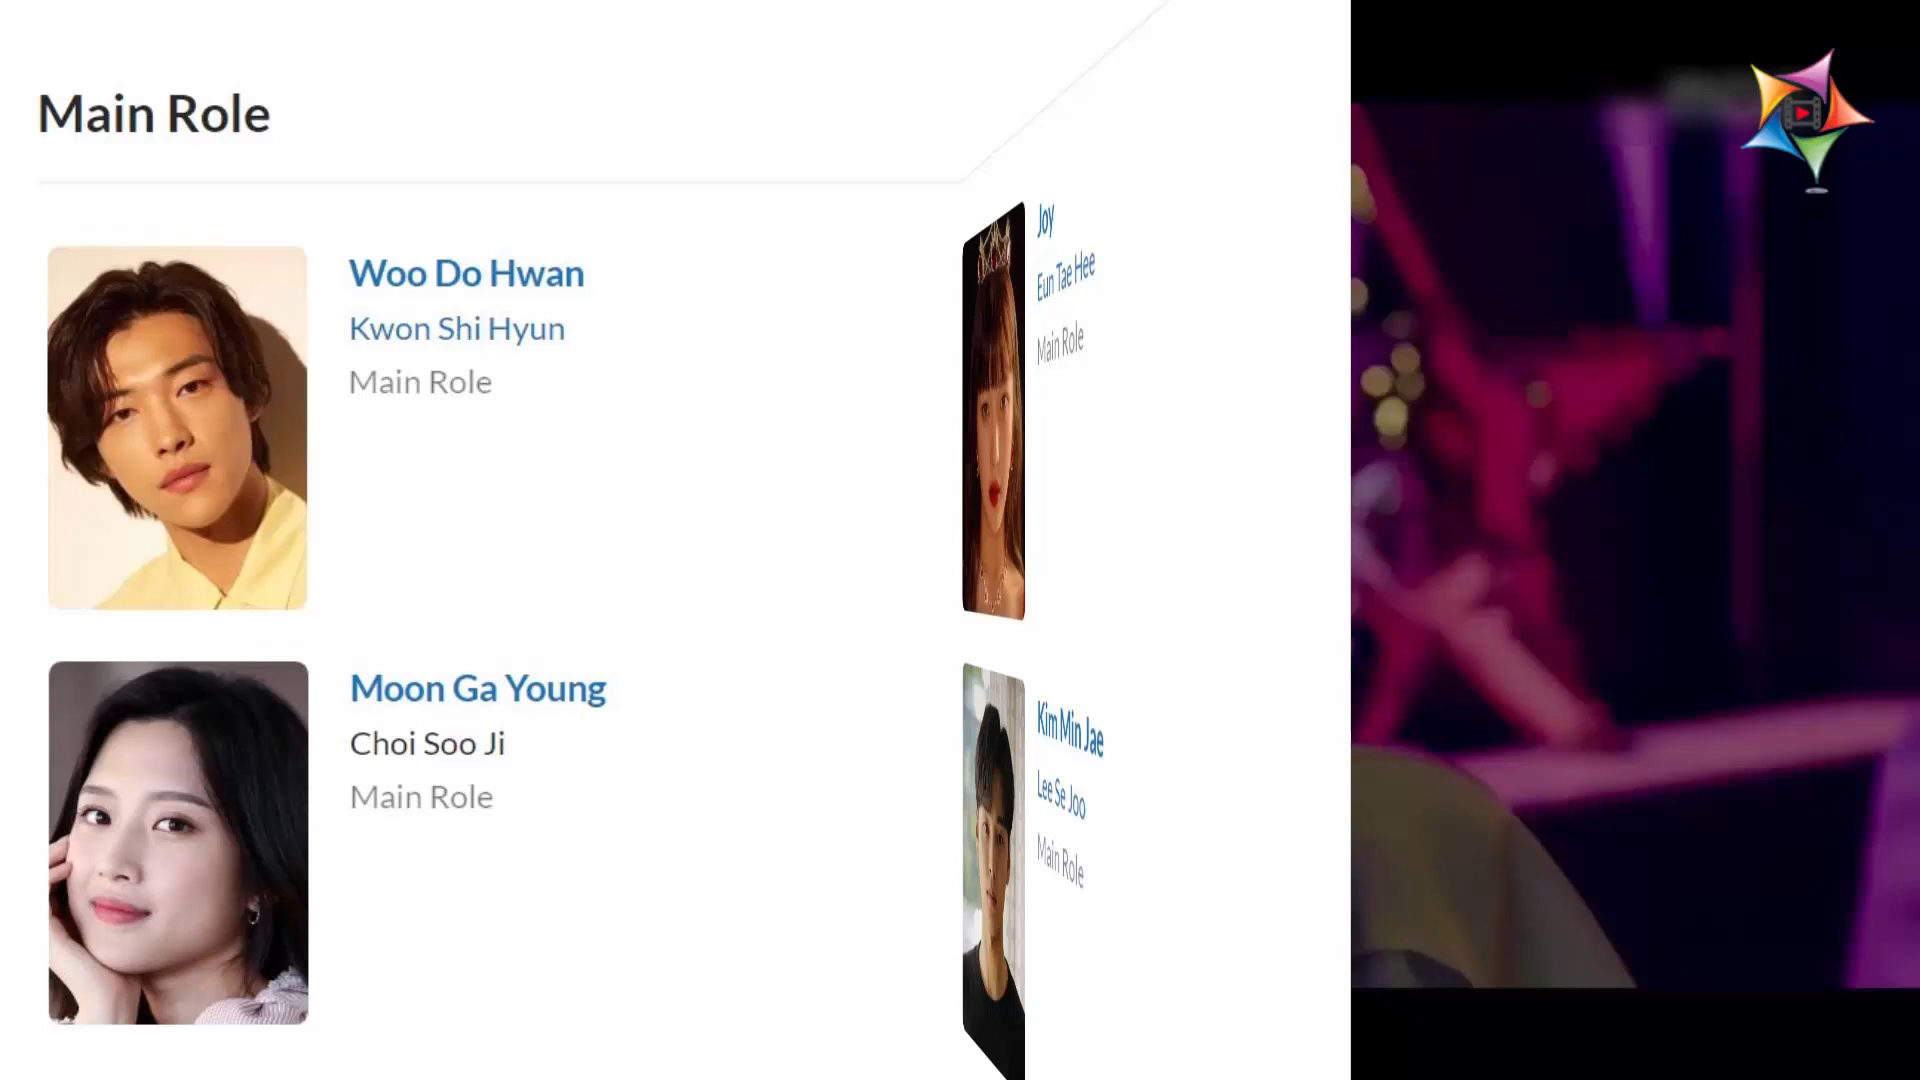 Main Role
Woo Do Hwan
Kwon Shi Hyun
Main Role
Joy
Eun Tae Hee
Main Role
Moon Ga Young
Choi Soo Ji
Main Role
Kim Min Jae
Lee Se Joo
Main Role